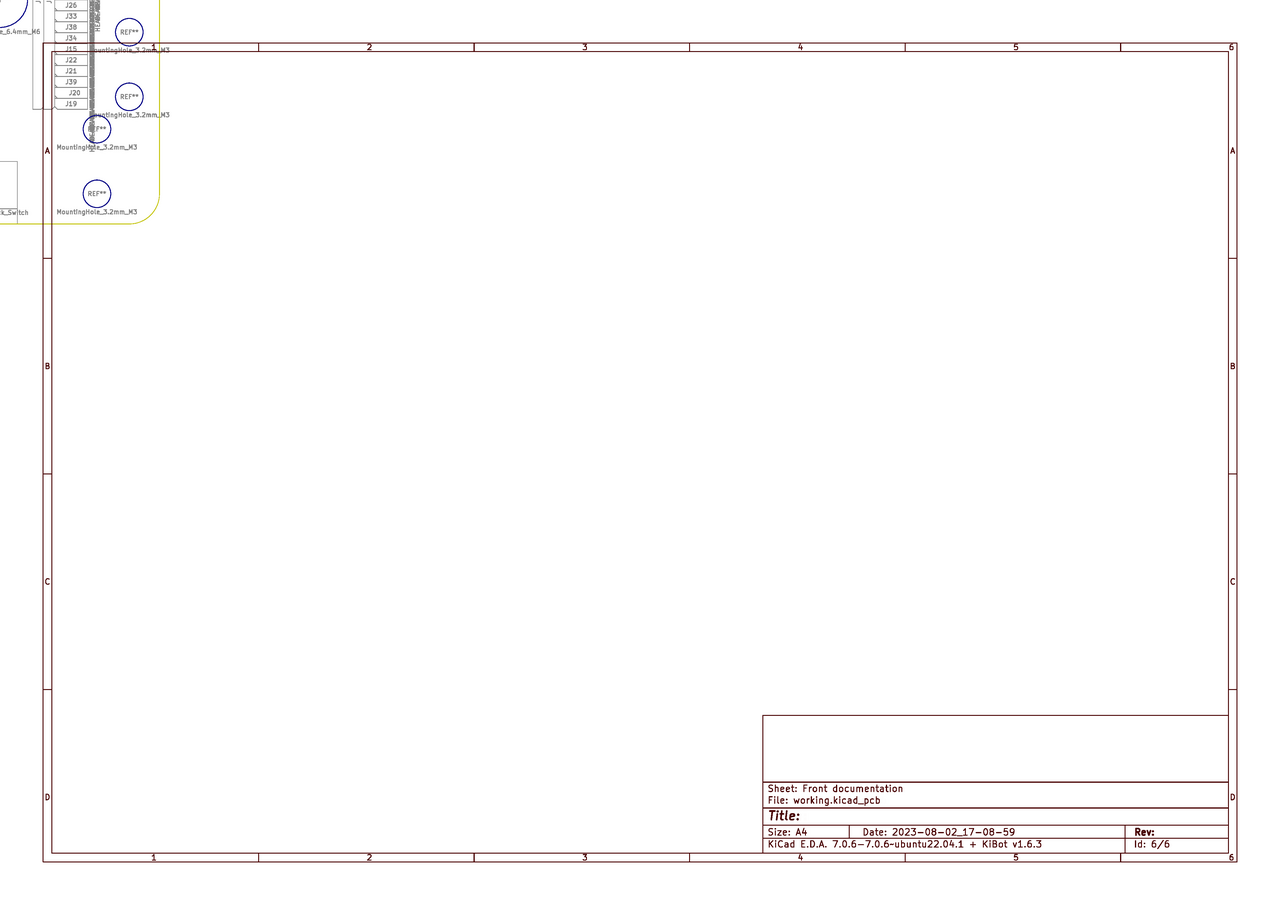 J26
J33
REF**
e_6.4mm_M6
J38
J34
1 2 3 4 5 6
J15
MountingHole_3.2mm_M3
J22
J21
J39
J20
REF**
J19
MountingHole_3.2mm_M3
REF**
A A
MountingHole_3.2mm_M3
REF**
k_Switch
MountingHole_3.2mm_M3
B B
C C
D D
Sheet: Front documentation
File: working.kicad_pcb
Title:
Size: A4 Date: 2023-08-02_17-08-59 Rev:
KiCad E.D.A. 7.0.6-7.0.6~ubuntu22.04.1 + KiBot v1.6.3 Id: 6/6
1 2 3 4 5 6